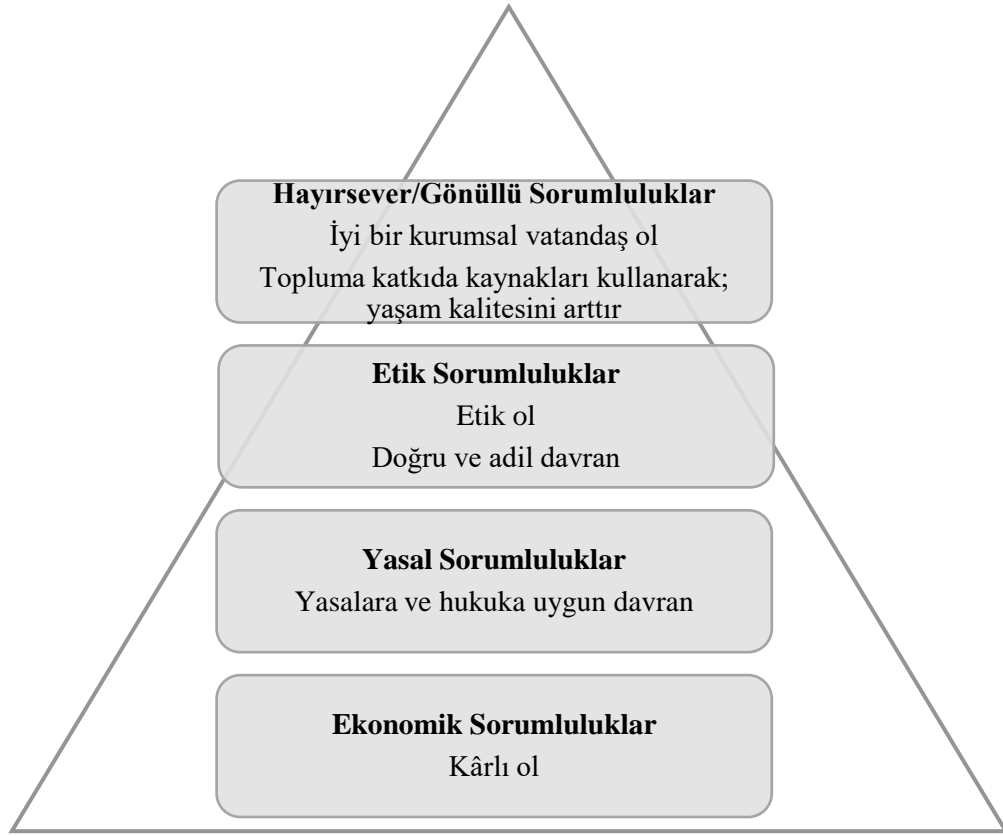 Hayırsever/Gönüllü Sorumluluklar
İyi bir kurumsal vatandaş ol
Topluma katkıda kaynakları kullanarak;
yaşam kalitesini arttır
Etik Sorumluluklar
Etik ol
Doğru ve adil davran
Yasal Sorumluluklar
Yasalara ve hukuka uygun davran
Ekonomik Sorumluluklar
Kârlı ol